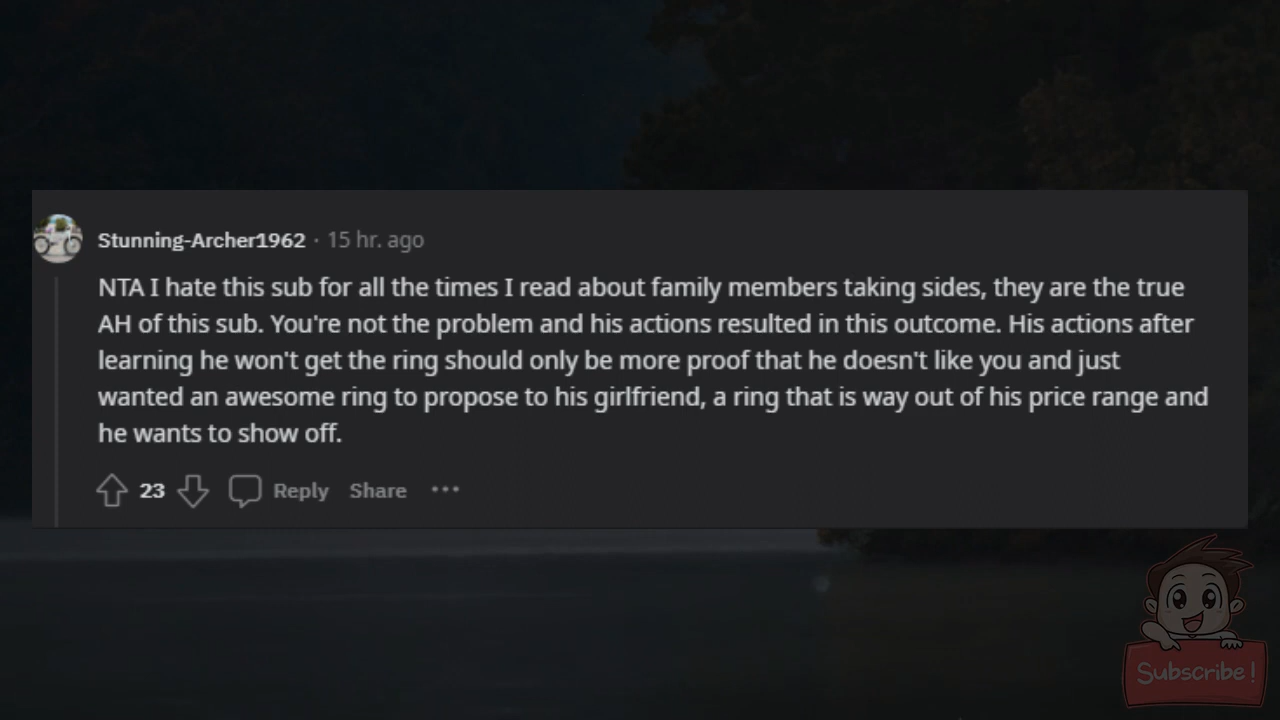 Stunning-Archer1962 · 15 hr. ago
NTA I hate this sub for all the times I read about family members taking sides, they are the true
AH of this sub. You're not the problem and his actions resulted in this outcome. His actions after
learning he won't get the ring should only be more proof that he doesn't like you and just
wanted an awesome ring to propose to his girlfriend, a ring that is way out of his price range and
he wants to show off.
23 Reply Share ···
Subscribe!